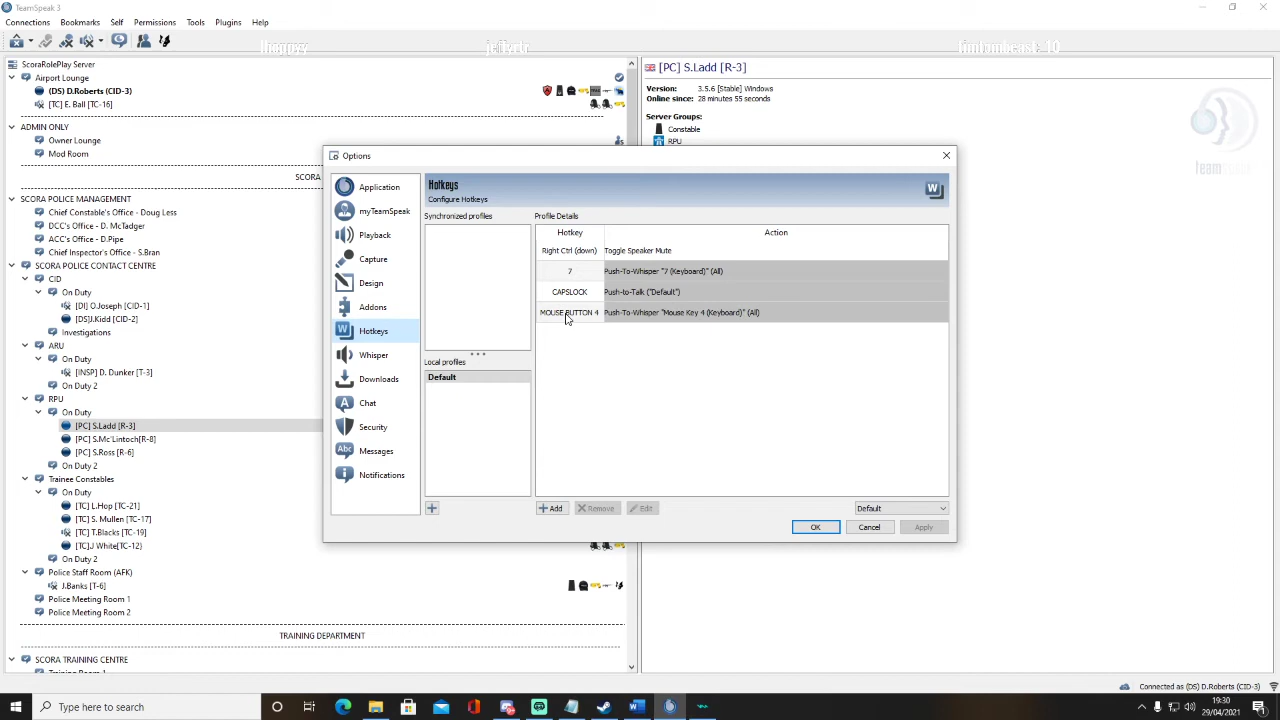 TeamSpeak 3
Connections Bookmarks Self Permissions Tools Plugins Help
jeffvdr
timtombeast_10
ScoraRolePlay Server
Airport Lounge
(DS) D.Roberts (CID-3)
[TC] E. Ball [TC-16]
ADMIN ONLY
Owner Lounge
Mod Room
SCORA
SCORA POLICE MANAGEMENT
Chief Constable's Office - Doug Less
DCC's Office - D. McTadger
ACC's Office - D.Pipe
Chief Inspector's Office - S.Bran
SCORA POLICE CONTACT CENTRE
CID
On Duty
[DI] O.Joseph [CID-1]
[DS]J.Kidd [CID-2]
Investigations
ARU
On Duty
[INSP] D. Dunker [T-3]
On Duty 2
RPU
On Duty
[PC] S.Ladd [R-3]
[PC] S.Mc'Lintoch[R-8]
[PC] S.Ross [R-6]
On Duty 2
Trainee Constables
On Duty
[TC] L.Hop [TC-21]
[TC] S. Mullen [TC-17]
[TC] T.Blacks [TC-19]
[TC]J White[TC-12]
On Duty 2
Police Staff Room (AFK)
J.Banks [T-6]
Police Meeting Room 1
Police Meeting Room 2
TRAINING DEPARTMENT
SCORA TRAINING CENTRE
Training Room 1
[PC] S.Ladd [R-3]
Version: 3.5.6 [Stable] Windows
Online since: 28 minutes 55 seconds
Server Groups:
Constable
RPU
teamspeak
Options
Application
myTeamSpeak
Playback
Capture
Design
Addons
Hotkeys
Whisper
Downloads
Chat
Security
Messages
Notifications
Hotkeys
Configure Hotkeys
Synchronized profiles
Local profiles
Default
Profile Details
Hotkey Action
Right Ctrl (down) Toggle Speaker Mute
7 Push-To-Whisper "7 (Keyboard)" (All)
CAPSLOCK Push-to-Talk ("Default")
MOUSE BUTTON 4 Push-To-Whisper "Mouse Key 4 (Keyboard)" (All)
Add Remove Edit Default
OK Cancel Apply
Connected as (DS) D.Roberts (CID-3)
Type here to search
19:30
29/04/2021